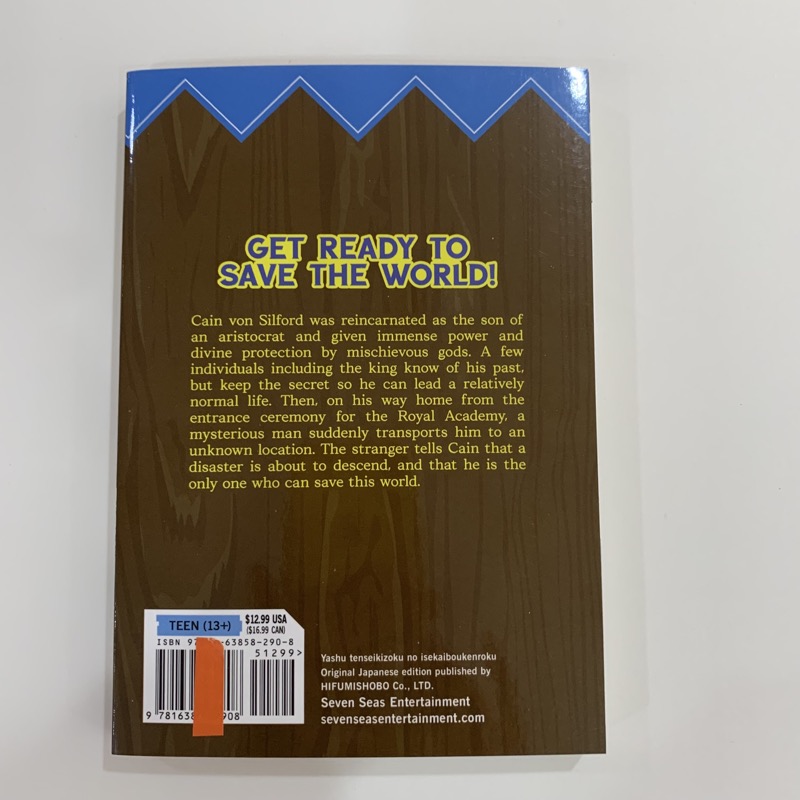 GET READY TO
SAVE THE WORLD!
Cain von Silford was reincarnated as the son of
an aristocrat and given immense power and
divine protection by mischievous gods. A few
individuals including the king know of his past,
but keep the secret so he can lead a relatively
normal life. Then, on his way home from the
entrance ceremony for the Royal Academy, a
mysterious man suddenly transports him to an
unknown location. The stranger tells Cain that a
disaster is about to descend, and that he is the
only one who can save this world.
TEEN (13+)
$12.99 USA
($16.99 CAN)
ISBN 97 -63858-290-8
51299>
9 78163 908
Yashu tenseikizoku no isekaiboukenroku
Original Japanese edition published by
HIFUMISHOBO Co., LTD.
Seven Seas Entertainment
sevenseasentertainment.com